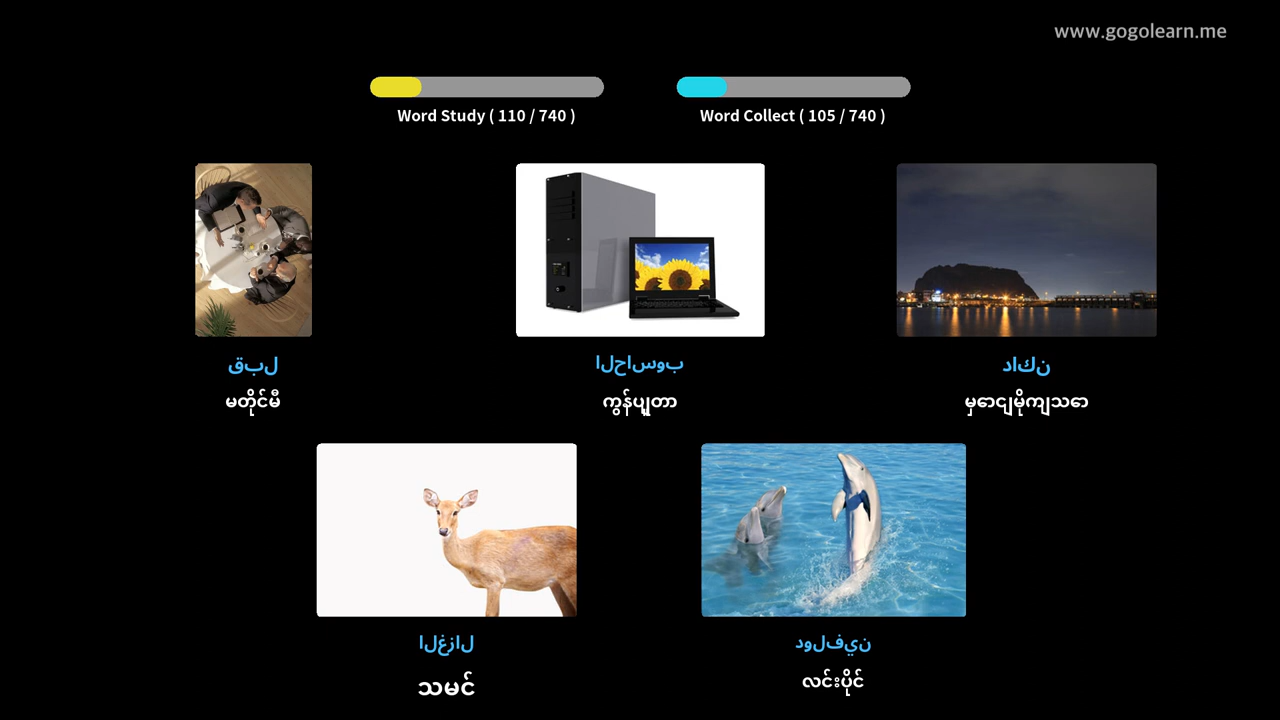 www.gogolearn.me
Word Study ( 110 / 740 )
Word Collect ( 105 / 740 )
قبل
الحاسوب
داكن
မတိုင်မီ
ကွန်ပျူတာ
မှောငျမိုကျသော
الغزال
دولفين
သမင်
လင်းပိုင်